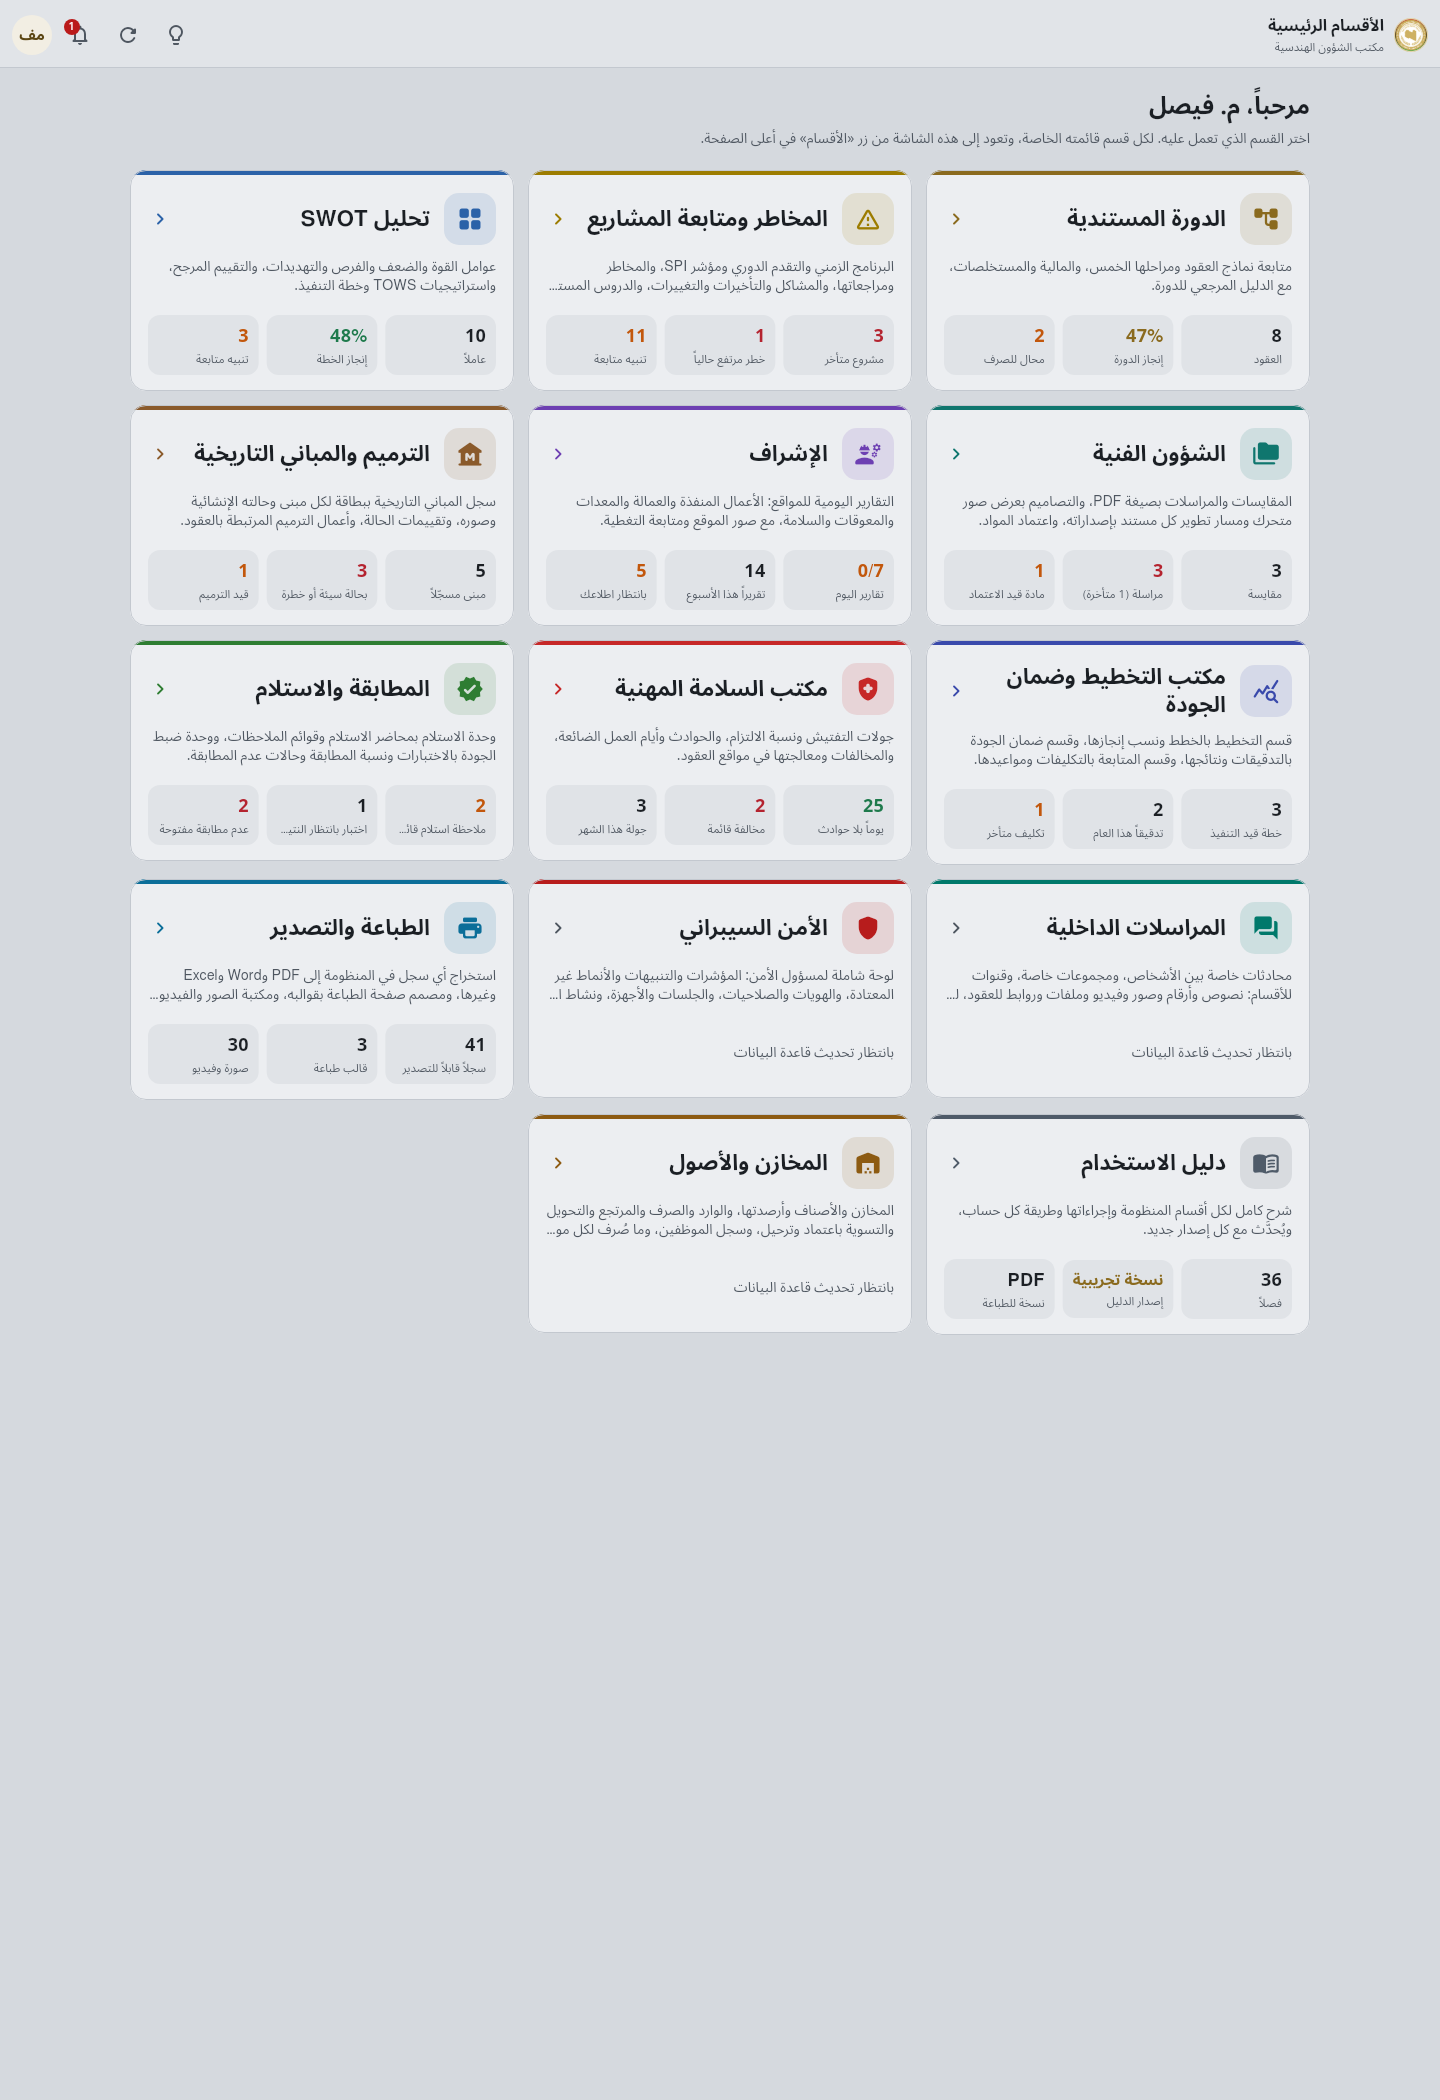 الأقسام الرئيسية
مكتب الشؤون الهندسية
1
مف
مرحباً، م. فيصل
اختر القسم الذي تعمل عليه. لكل قسم قائمته الخاصة، وتعود إلى هذه الشاشة من زر «الأقسام» في أعلى الصفحة.
الدورة المستندية
متابعة نماذج العقود ومراحلها الخمس، والمالية والمستخلصات،
مع الدليل المرجعي للدورة.
8
العقود
47%
إنجاز الدورة
2
محال للصرف
المخاطر ومتابعة المشاريع
البرنامج الزمني والتقدم الدوري ومؤشر SPI، والمخاطر
ومراجعاتها، والمشاكل والتأخيرات والتغييرات، والدروس المستـ...
3
مشروع متأخر
1
خطر مرتفع حالياً
11
تنبيه متابعة
تحليل SWOT
عوامل القوة والضعف والفرص والتهديدات، والتقييم المرجح،
واستراتيجيات TOWS وخطة التنفيذ.
10
عاملاً
48%
إنجاز الخطة
3
تنبيه متابعة
الشؤون الفنية
المقايسات والمراسلات بصيغة PDF، والتصاميم بعرض صور
متحرك ومسار تطوير كل مستند بإصداراته، واعتماد المواد.
3
مقايسة
3
مراسلة (1 متأخرة)
1
مادة قيد الاعتماد
الإشراف
التقارير اليومية للمواقع: الأعمال المنفذة والعمالة والمعدات
والمعوقات والسلامة، مع صور الموقع ومتابعة التغطية.
0/7
تقارير اليوم
14
تقريراً هذا الأسبوع
5
بانتظار اطلاعك
الترميم والمباني التاريخية
سجل المباني التاريخية ببطاقة لكل مبنى وحالته الإنشائية
وصوره، وتقييمات الحالة، وأعمال الترميم المرتبطة بالعقود.
5
مبنى مسجّلاً
3
بحالة سيئة أو خطرة
1
قيد الترميم
مكتب التخطيط وضمان
الجودة
قسم التخطيط بالخطط ونسب إنجازها، وقسم ضمان الجودة
بالتدقيقات ونتائجها، وقسم المتابعة بالتكليفات ومواعيدها.
3
خطة قيد التنفيذ
2
تدقيقاً هذا العام
1
تكليف متأخر
مكتب السلامة المهنية
جولات التفتيش ونسبة الالتزام، والحوادث وأيام العمل الضائعة،
والمخالفات ومعالجتها في مواقع العقود.
25
يوماً بلا حوادث
2
مخالفة قائمة
3
جولة هذا الشهر
المطابقة والاستلام
وحدة الاستلام بمحاضر الاستلام وقوائم الملاحظات، ووحدة ضبط
الجودة بالاختبارات ونسبة المطابقة وحالات عدم المطابقة.
2
ملاحظة استلام قائـ...
1
اختبار بانتظار النتيـ...
2
عدم مطابقة مفتوحة
المراسلات الداخلية
محادثات خاصة بين الأشخاص، ومجموعات خاصة، وقنوات
للأقسام: نصوص وأرقام وصور وفيديو وملفات وروابط للعقود، لـ...
بانتظار تحديث قاعدة البيانات
الأمن السيبراني
لوحة شاملة لمسؤول الأمن: المؤشرات والتنبيهات والأنماط غير
المعتادة، والهويات والصلاحيات، والجلسات والأجهزة، ونشاط ا...
بانتظار تحديث قاعدة البيانات
الطباعة والتصدير
استخراج أي سجل في المنظومة إلى PDF وWord وExcel
وغيرها، ومصمم صفحة الطباعة بقوالبه، ومكتبة الصور والفيديو...
41
سجلاً قابلاً للتصدير
3
قالب طباعة
30
صورة وفيديو
دليل الاستخدام
شرح كامل لكل أقسام المنظومة وإجراءاتها وطريقة كل حساب،
ويُحدَّث مع كل إصدار جديد.
36
فصلاً
نسخة تجريبية
إصدار الدليل
PDF
نسخة للطباعة
المخازن والأصول
المخازن والأصناف وأرصدتها، والوارد والصرف والمرتجع والتحويل
والتسوية باعتماد وترحيل، وسجل الموظفين، وما صُرف لكل مو...
بانتظار تحديث قاعدة البيانات